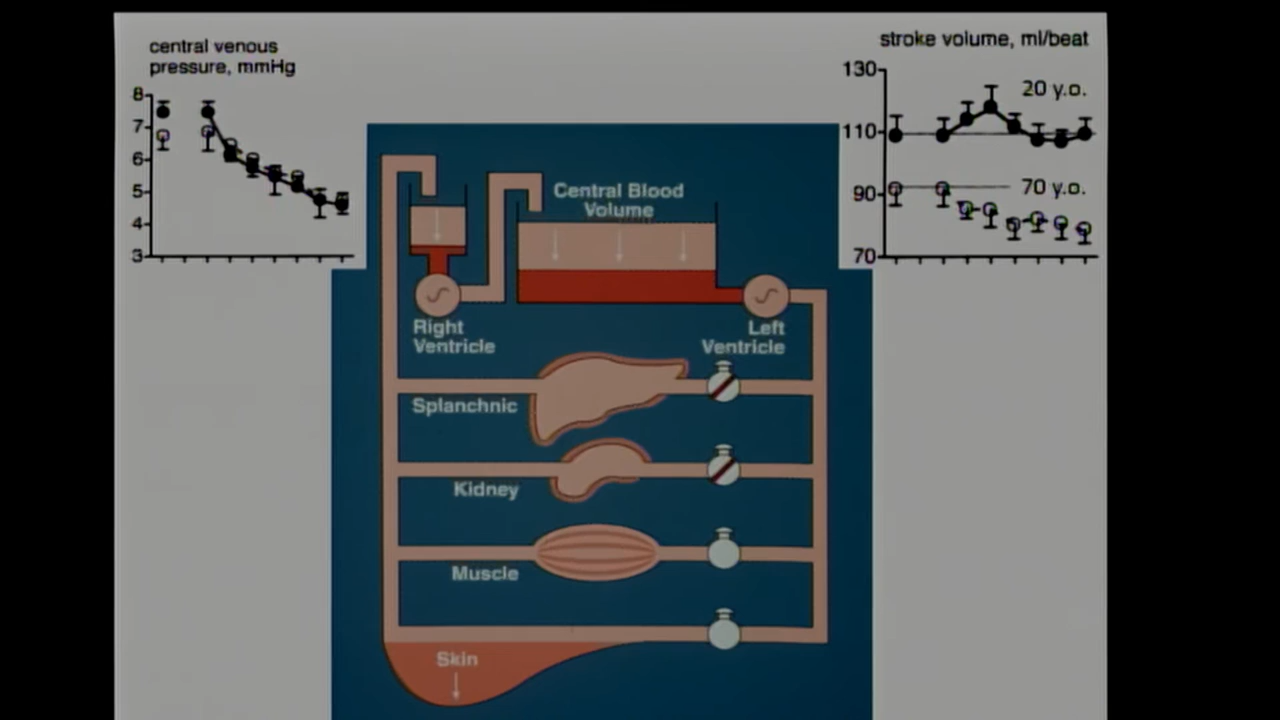 central venous
pressure, mmHg
8
7
6
5
4
3
stroke volume, ml/beat
130
110
90
70
20 y.o.
70 y.o.
Central Blood
Volume
Right
Ventricle
Left
Ventricle
Splanchnic
Kidney
Muscle
Skin